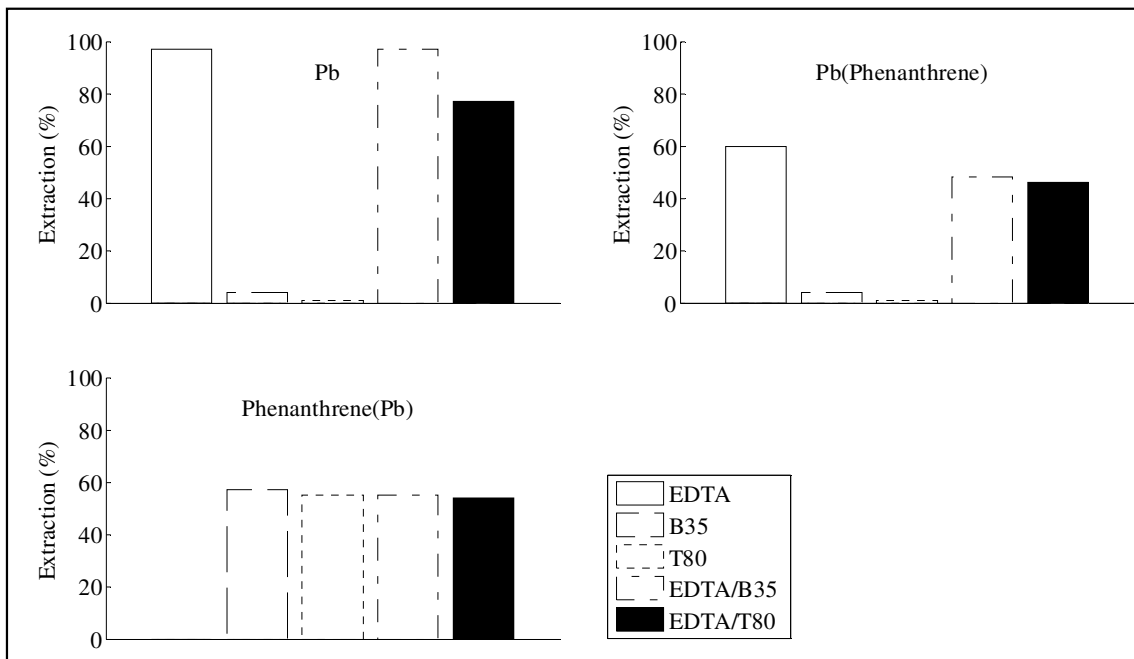 Pb
Extraction (%)
100
80
60
40
20
0
Pb(Phenanthrene)
Extraction (%)
100
80
60
40
20
0
Phenanthrene(Pb)
Extraction (%)
100
80
60
40
20
0
EDTA
B35
T80
EDTA/B35
EDTA/T80